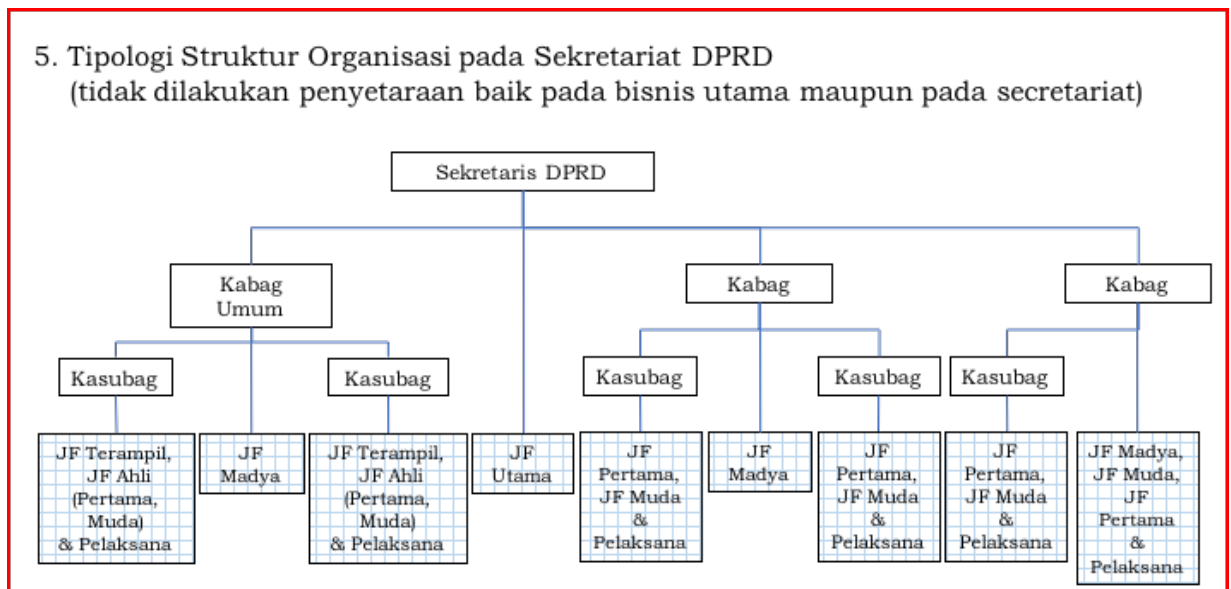 5. Tipologi Struktur Organisasi pada Sekretariat DPRD
(tidak dilakukan penyetaraan baik pada bisnis utama maupun pada secretariat)
Sekretaris DPRD
Kabag
Umum
Kabag
Kabag
Kasubag
Kasubag
Kasubag
Kasubag
Kasubag
JF Terampil,
JF Ahli
(Pertama,
Muda)
& Pelaksana
JF
Madya
JF Terampil,
JF Ahli
(Pertama,
Muda)
& Pelaksana
JF
Utama
JF
Pertama,
JF Muda
&
Pelaksana
JF
Madya
JF
Pertama,
JF Muda
&
Pelaksana
JF
Pertama,
JF Muda
&
Pelaksana
JF Madya,
JF Muda,
JF
Pertama
&
Pelaksana